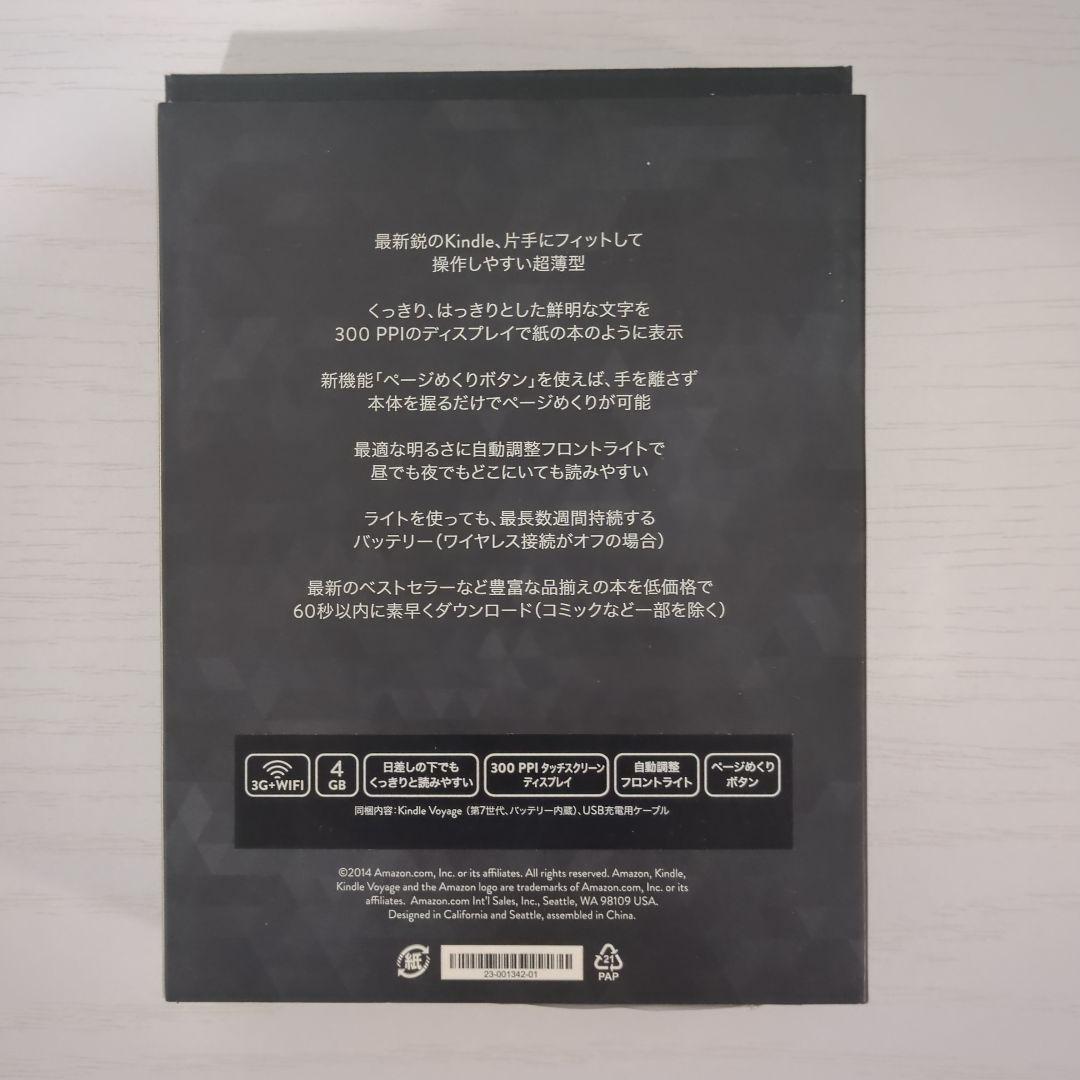 最新鋭のKindle、片手にフィットして
操作しやすい超薄型
くっきり、はっきりとした鮮明な文字を
300 PPIのディスプレイで紙の本のように表示
新機能「ページめくりボタン」を使えば、手を離さず
本体を握るだけでページめくりが可能
最適な明るさに自動調整フロントライトで
昼でも夜でもどこにいても読みやすい
ライトを使っても、最長数週間持続する
バッテリー（ワイヤレス接続がオフの場合）
最新のベストセラーなど豊富な品揃えの本を低価格で
60秒以内に素早くダウンロード（コミックなど一部を除く）
3G+WIFI
4
GB
日差しの下でも
くっきりと読みやすい
300 PPI タッチスクリーン
ディスプレイ
自動調整
フロントライト
ページめくり
ボタン
同梱内容：Kindle Voyage （第7世代、バッテリー内蔵）、USB充電用ケーブル
©2014 Amazon.com, Inc. or its affiliates. All rights reserved. Amazon, Kindle,
Kindle Voyage and the Amazon logo are trademarks of Amazon.com, Inc. or its
affiliates. Amazon.com Int'l Sales, Inc., Seattle, WA 98109 USA.
Designed in California and Seattle, assembled in China.
紙
23-001342-01
21
PAP